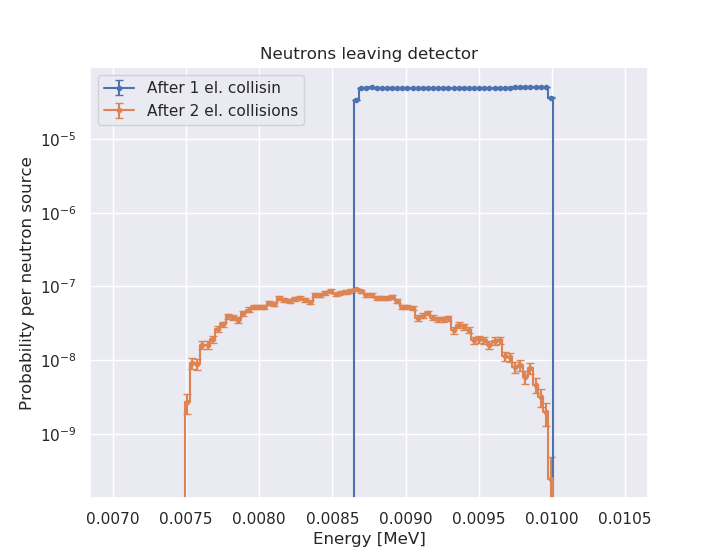 Neutrons leaving detector
After 1 el. collisin
After 2 el. collisions
Probability per neutron source
10⁻⁵
10⁻⁶
10⁻⁷
10⁻⁸
10⁻⁹
0.0070 0.0075 0.0080 0.0085 0.0090 0.0095 0.0100 0.0105
Energy [MeV]